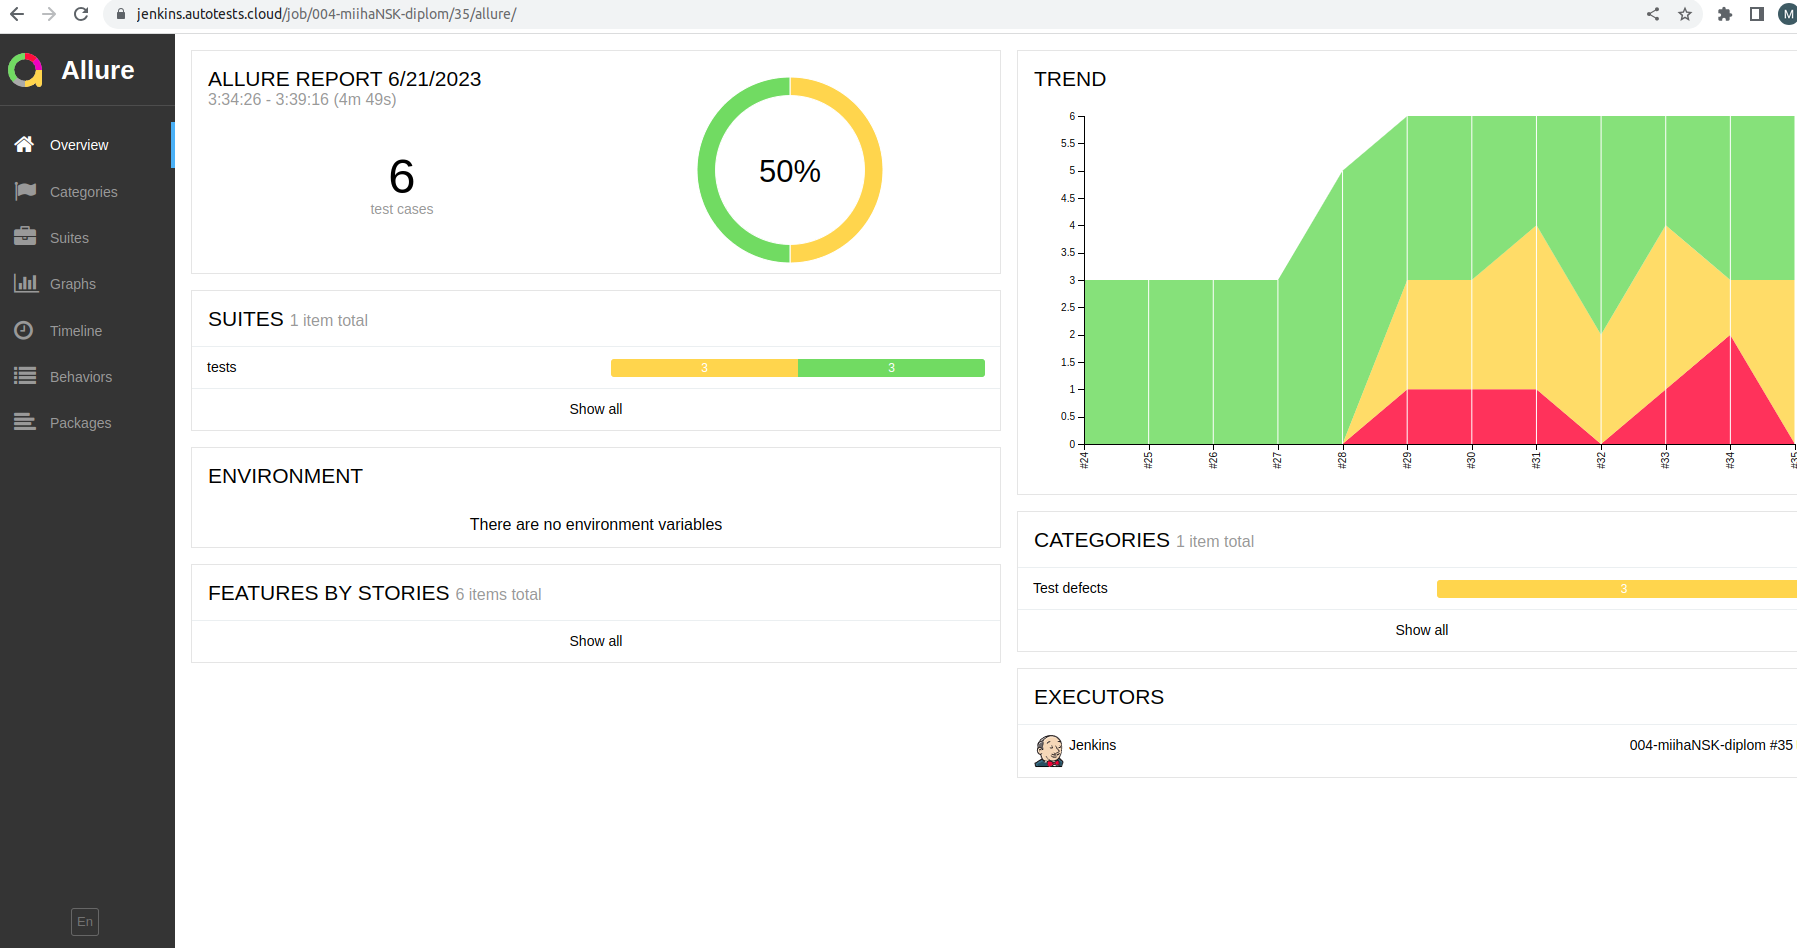 jenkins.autotests.cloud/job/004-miihaNSK-diplom/35/allure/
M
Allure
Overview
Categories
Suites
Graphs
Timeline
Behaviors
Packages
En
ALLURE REPORT 6/21/2023
3:34:26 - 3:39:16 (4m 49s)
6
test cases
50%
SUITES 1 item total
tests
3
3
Show all
ENVIRONMENT
There are no environment variables
FEATURES BY STORIES 6 items total
Show all
TREND
6
5.5
5
4.5
4
3.5
3
2.5
2
1.5
1
0.5
0
#24
#25
#26
#27
#28
#29
#30
#31
#32
#33
#34
#35
CATEGORIES 1 item total
Test defects
3
Show all
EXECUTORS
Jenkins
004-miihaNSK-diplom #35